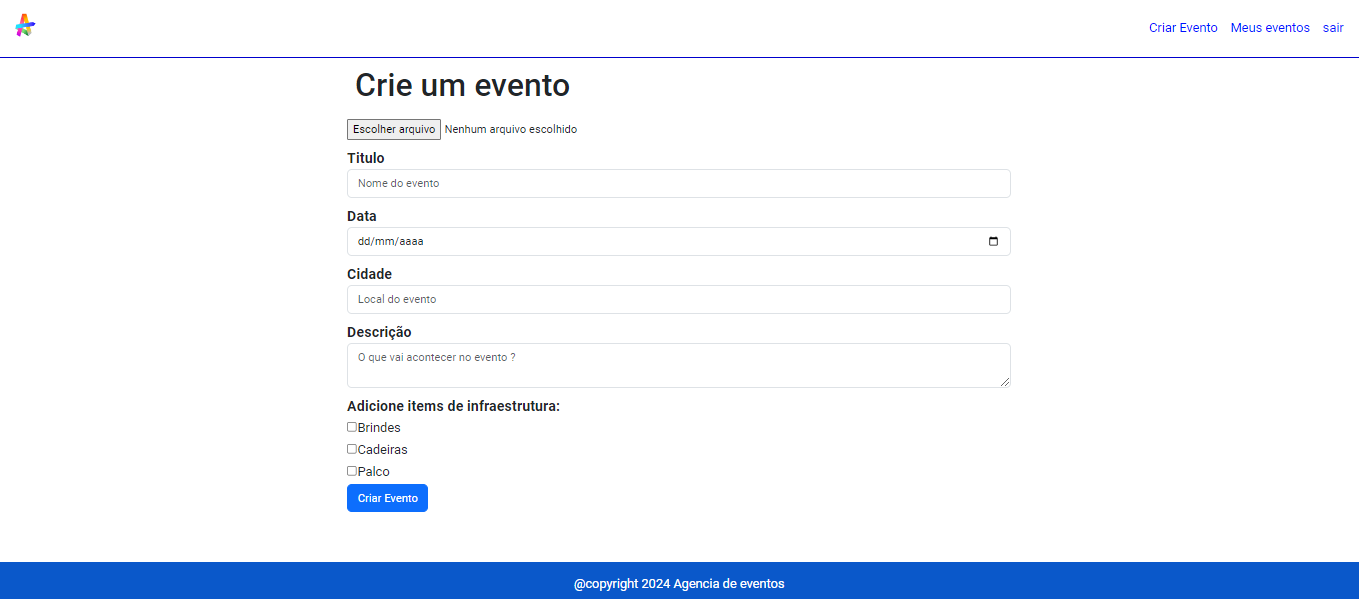 Criar Evento Meus eventos sair
Crie um evento
Escolher arquivo Nenhum arquivo escolhido
Titulo
Nome do evento
Data
dd/mm/aaaa
Cidade
Local do evento
Descrição
O que vai acontecer no evento ?
Adicione items de infraestrutura:
Brindes
Cadeiras
Palco
Criar Evento
@copyright 2024 Agencia de eventos